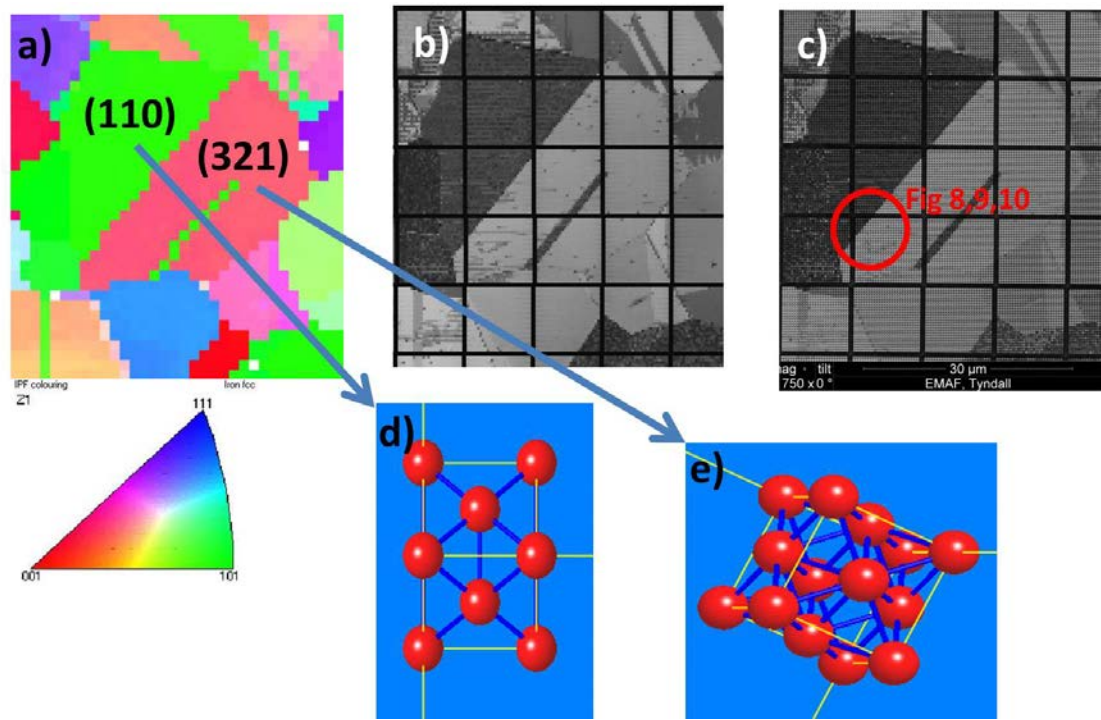 a)
(110)
(321)
IPF colouring
Iron fcc
Z1
111
001
101
b)
c)
Fig 8,9,10
tilt
30 µm
750 x 0 °
EMAF, Tyndall
d)
e)